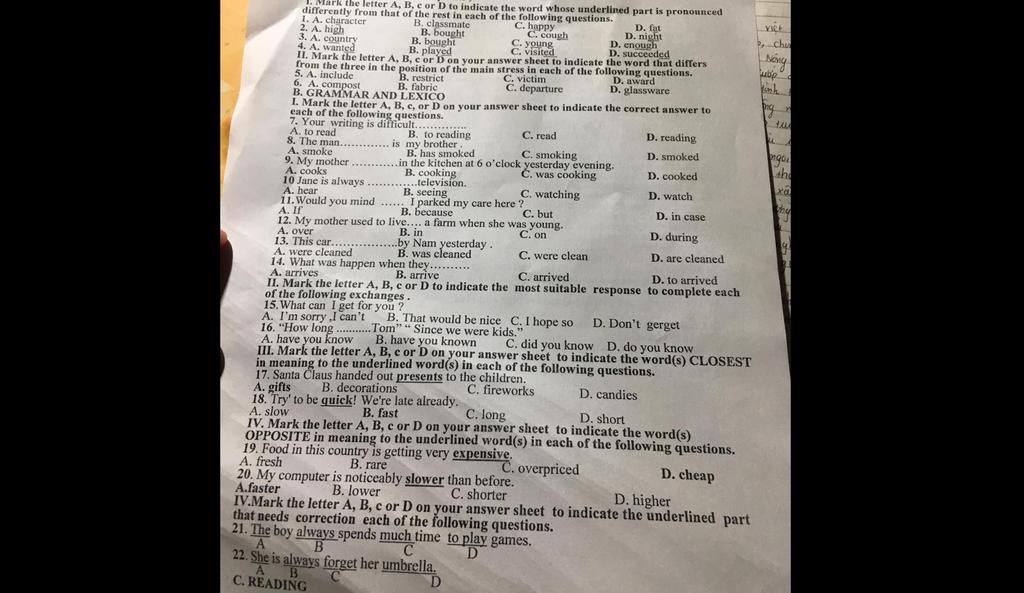 I. Mark the letter A, B, c or D to indicate the word whose underlined part is pronounced
differently from that of the rest in each of the following questions.
1. A. character B. classmate C. happy D. fat
2. A. high B. bought C. cough D. night
3. A. country B. bought C. young D. enough
4. A. wanted B. played C. visited D. succeeded
II. Mark the letter A, B, c or D on your answer sheet to indicate the word that differs
from the three in the position of the main stress in each of the following questions.
5. A. include B. restrict C. victim D. award
6. A. compost B. fabric C. departure D. glassware
B. GRAMMAR AND LEXICO
I. Mark the letter A, B, c, or D on your answer sheet to indicate the correct answer to
each of the following questions.
7. Your writing is difficult..............
A. to read B. to reading C. read D. reading
8. The man............. is my brother .
A. smoke B. has smoked C. smoking D. smoked
9. My mother ............in the kitchen at 6 o'clock yesterday evening.
A. cooks B. cooking C. was cooking D. cooked
10 Jane is always .............television.
A. hear B. seeing C. watching D. watch
11.Would you mind ...... I parked my care here ?
A. If B. because C. but D. in case
12. My mother used to live.... a farm when she was young.
A. over B. in C. on D. during
13. This car..................by Nam yesterday .
A. were cleaned B. was cleaned C. were clean D. are cleaned
14. What was happen when they..........
A. arrives B. arrive C. arrived D. to arrived
II. Mark the letter A, B, c or D to indicate the most suitable response to complete each
of the following exchanges .
15.What can I get for you ?
A. I'm sorry ,I can't B. That would be nice C. I hope so D. Don't gerget
16. "How long ...........Tom" " Since we were kids."
A. have you know B. have you known C. did you know D. do you know
III. Mark the letter A, B, c or D on your answer sheet to indicate the word(s) CLOSEST
in meaning to the underlined word(s) in each of the following questions.
17. Santa Claus handed out presents to the children.
A. gifts B. decorations C. fireworks D. candies
18. Try' to be quick! We're late already.
A. slow B. fast C. long D. short
IV. Mark the letter A, B, c or D on your answer sheet to indicate the word(s)
OPPOSITE in meaning to the underlined word(s) in each of the following questions.
19. Food in this country is getting very expensive.
A. fresh B. rare C. overpriced D. cheap
20. My computer is noticeably slower than before.
A.faster B. lower C. shorter D. higher
IV.Mark the letter A, B, c or D on your answer sheet to indicate the underlined part
that needs correction each of the following questions.
21. The boy always spends much time to play games.
A B C D
22. She is always forget her umbrella.
A B C D
C. READING